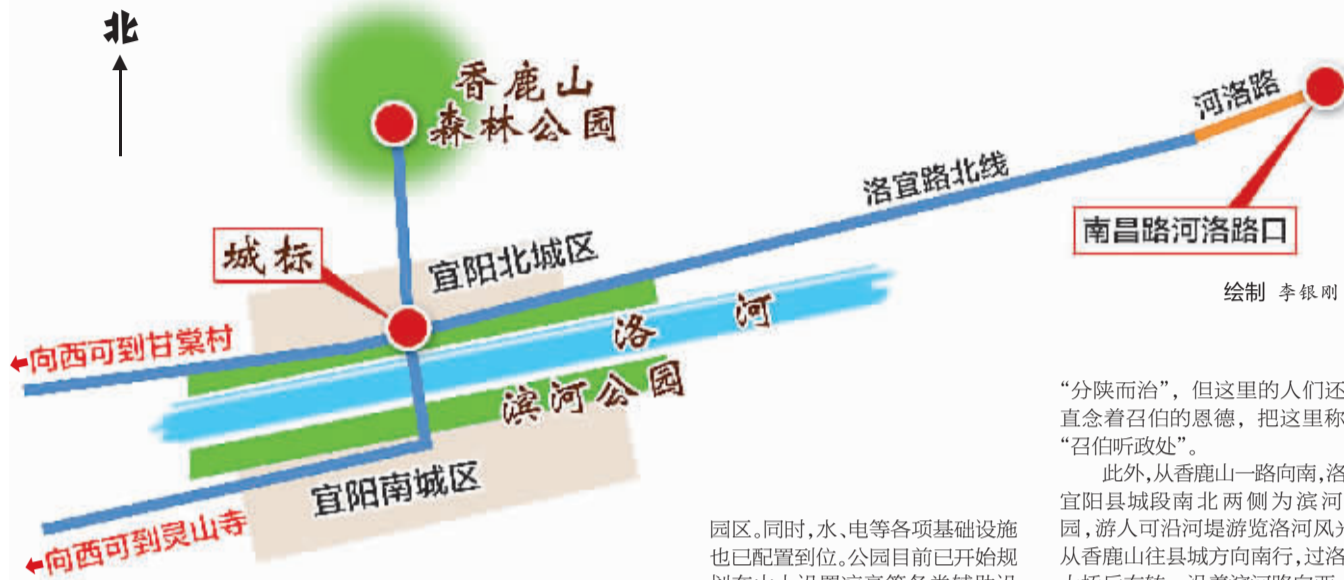 北
香鹿山
森林公园
河洛路
洛宜路北线
南昌路河洛路口
城标
宜阳北城区
绘制 李银刚
洛河
向西可到甘棠村
滨河公园
宜阳南城区
向西可到灵山寺
园区。同时,水、电等各项基础设施
也已配置到位。公园目前已开始规
“分陕而治”,但这里的人们还
直念着召伯的恩德,把这里称
“召伯听政处”。
此外,从香鹿山一路向南,洛
宜阳县城段南北两侧为滨河
园,游人可沿河堤游览洛河风光
从香鹿山往县城方向南行,过洛